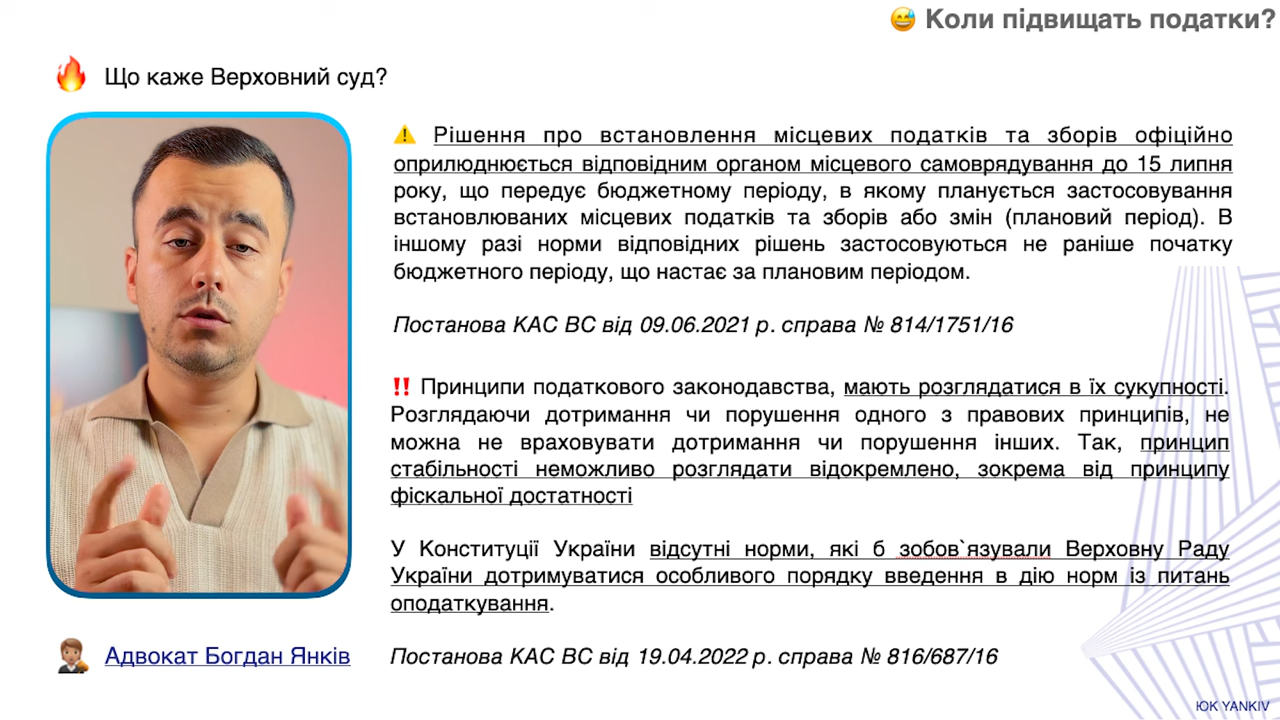 😅 Коли підвищать податки?
🔥 Що каже Верховний суд?
⚠️ Рішення про встановлення місцевих податків та зборів офіційно
оприлюднюється відповідним органом місцевого самоврядування до 15 липня
року, що передує бюджетному періоду, в якому планується застосовування
встановлюваних місцевих податків та зборів або змін (плановий період). В
іншому разі норми відповідних рішень застосовуються не раніше початку
бюджетного періоду, що настає за плановим періодом.
Постанова КАС ВС від 09.06.2021 р. справа № 814/1751/16
‼️ Принципи податкового законодавства, мають розглядатися в їх сукупності.
Розглядаючи дотримання чи порушення одного з правових принципів, не
можна не враховувати дотримання чи порушення інших. Так, принцип
стабільності неможливо розглядати відокремлено, зокрема від принципу
фіскальної достатності
У Конституції України відсутні норми, які б зобов`язували Верховну Раду
України дотримуватися особливого порядку введення в дію норм із питань
оподаткування.
Постанова КАС ВС від 19.04.2022 р. справа № 816/687/16
Адвокат Богдан Янків
ЮК YANKIV